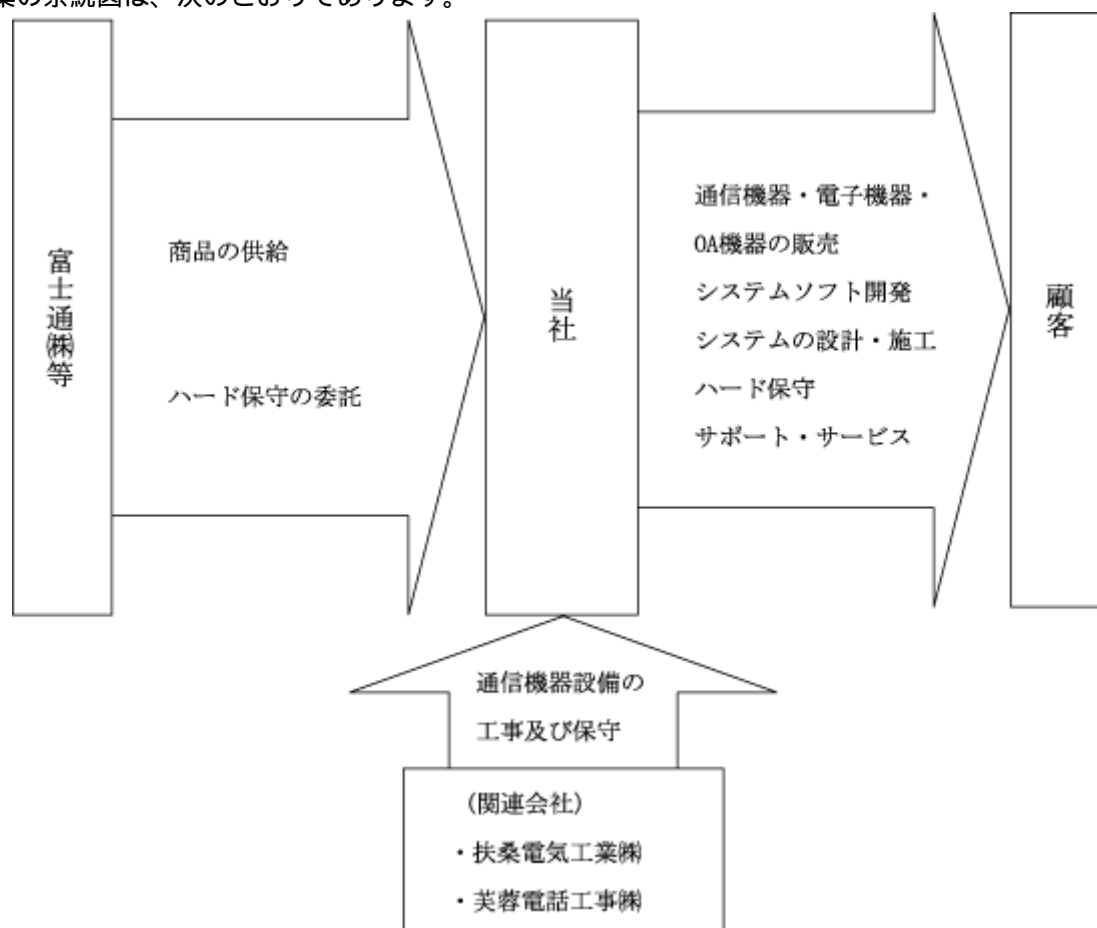 業の系統図は、次のとおりであります。
富士通㈱等
商品の供給
ハード保守の委託
当社
通信機器・電子機器・
OA機器の販売
システムソフト開発
システムの設計・施工
ハード保守
サポート・サービス
顧客
通信機器設備の
工事及び保守
(関連会社)
・扶桑電気工業㈱
・芙蓉電話工事㈱